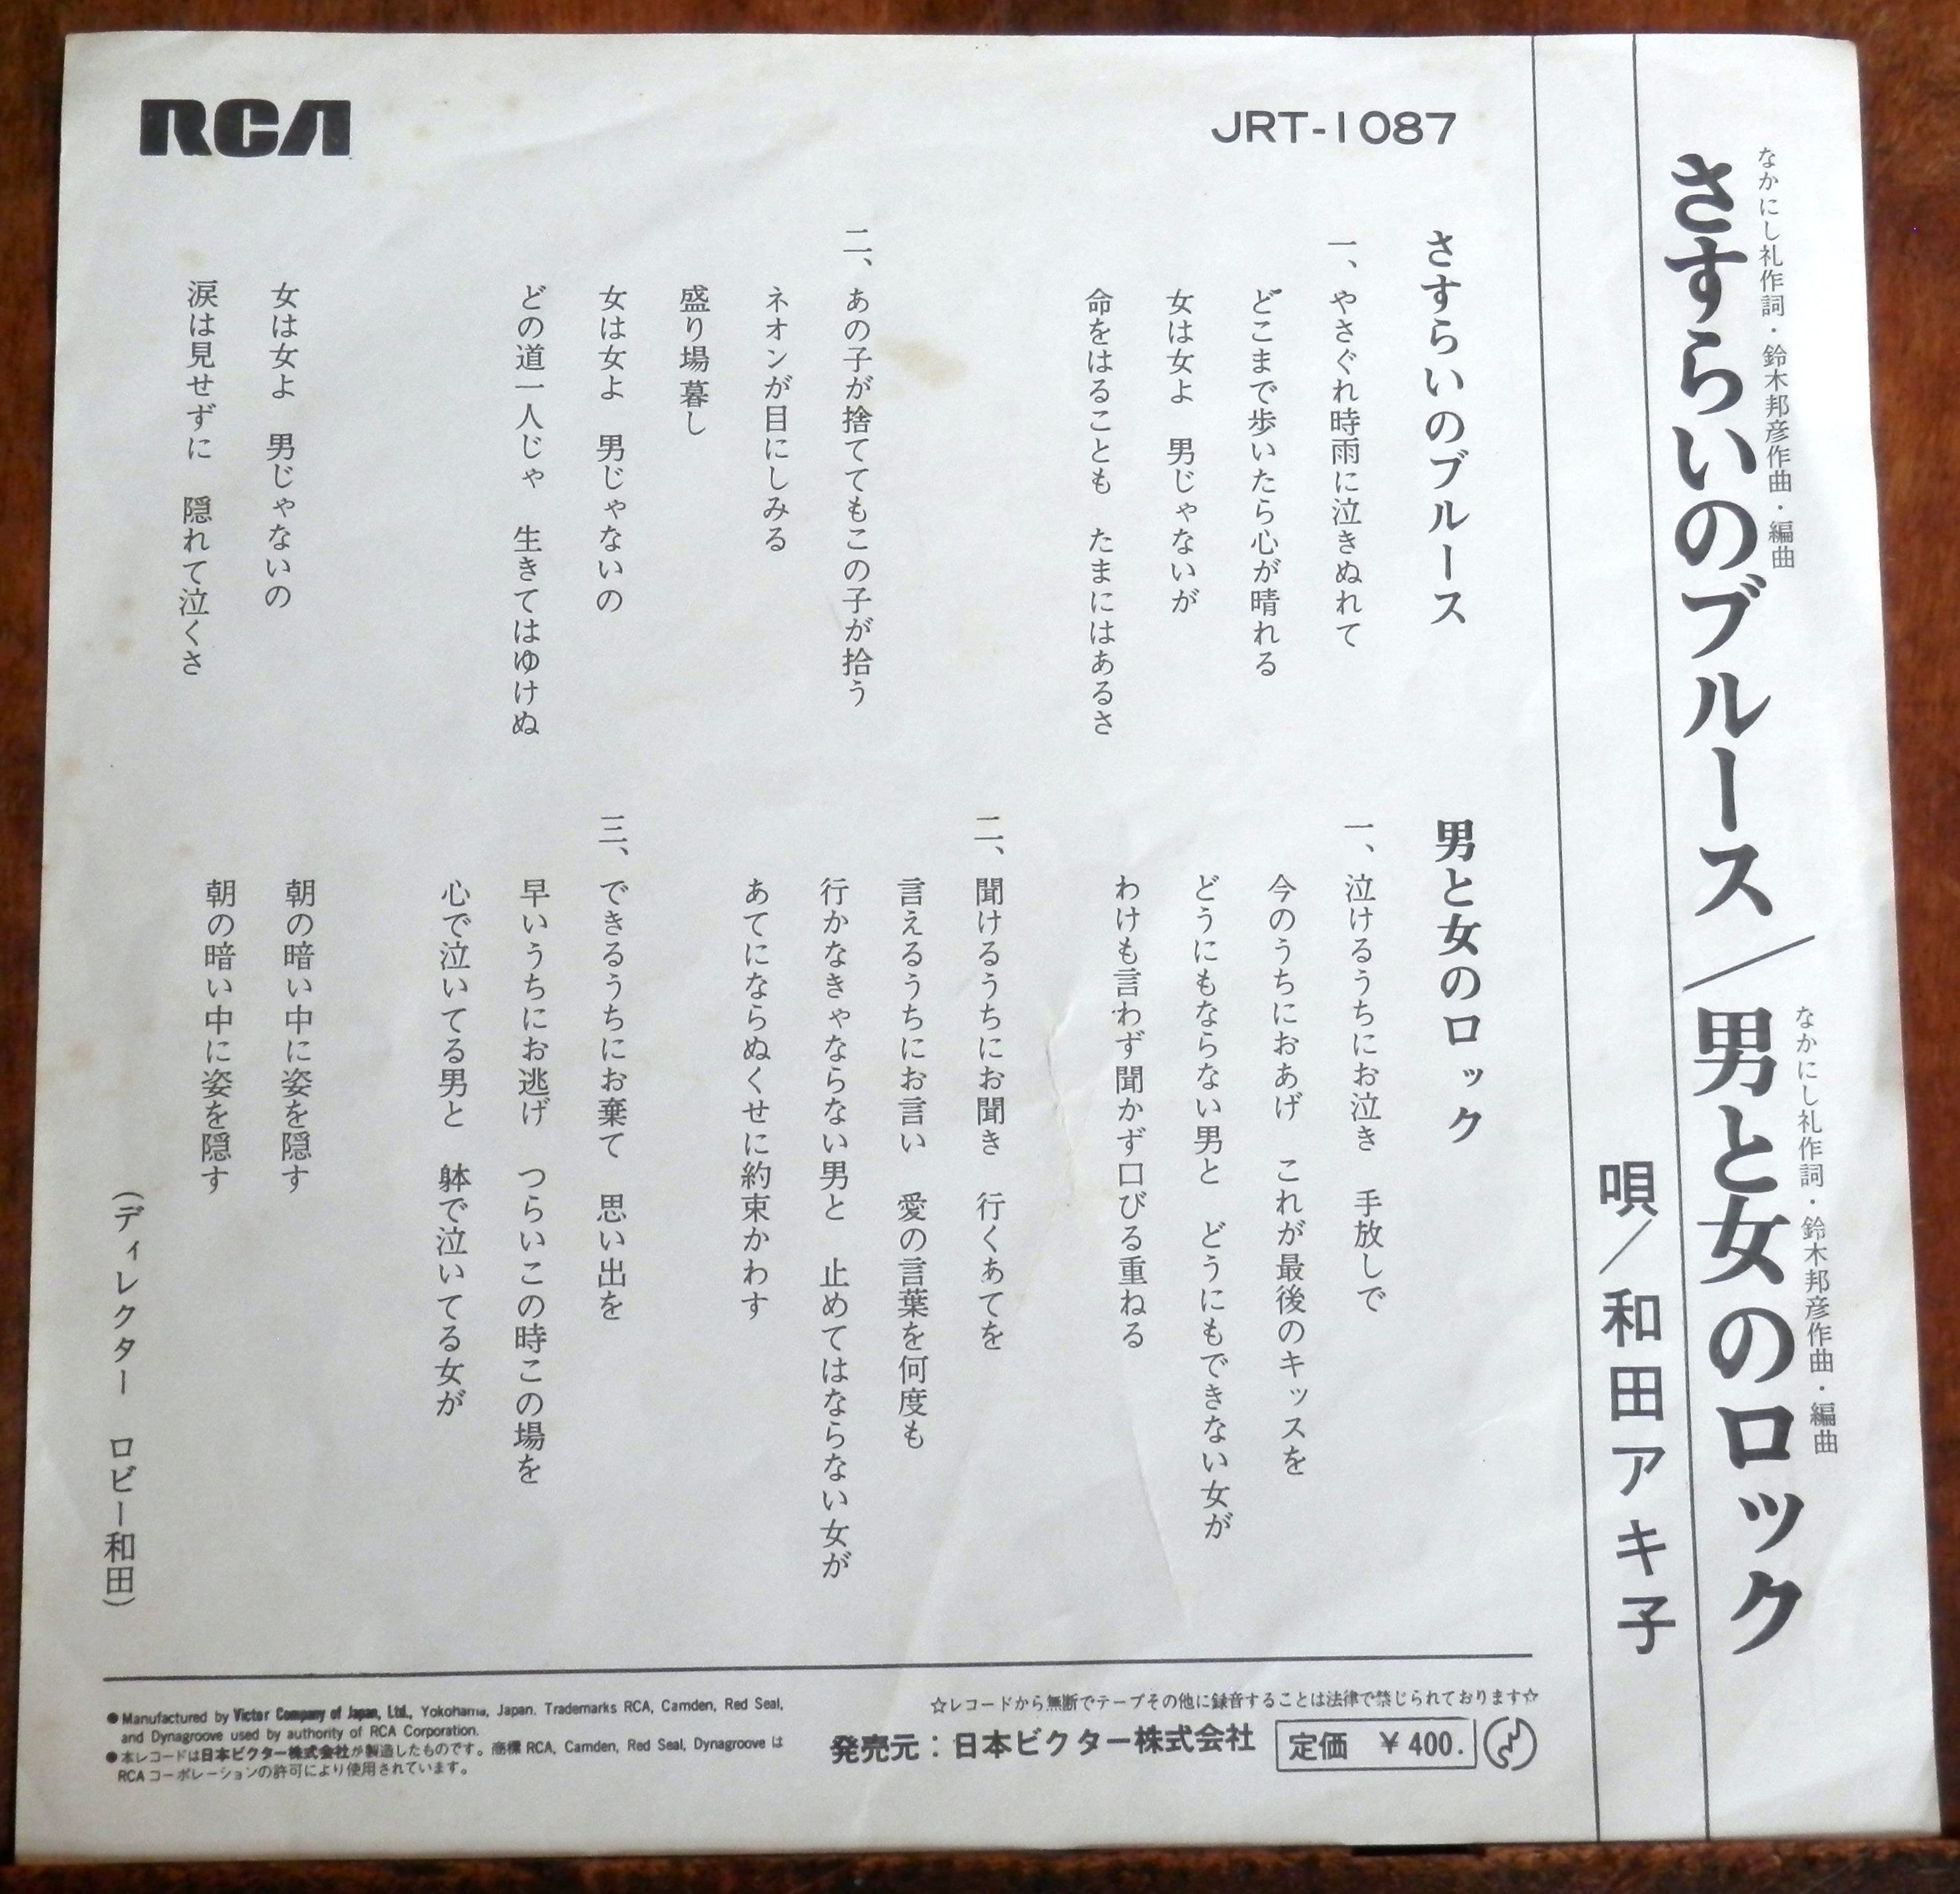 なかにし礼作詞・鈴木邦彦作曲・編曲
さすらいのブルース／男と女のロック
なかにし礼作詞・鈴木邦彦作曲・編曲
唄／和田アキ子
RCA
JRT-1087
さすらいのブルース
一、やさぐれ時雨に泣きぬれて
どこまで歩いたら心が晴れる
女は女よ　男じゃないが
命をはることも　たまにはあるさ
二、あの子が捨ててもこの子が拾う
ネオンが目にしみる
盛り場暮し
女は女よ　男じゃないの
どの道一人じゃ　生きてはゆけぬ
女は女よ　男じゃないの
涙は見せずに　隠れて泣くさ
男と女のロック
一、泣けるうちにお泣き　手放しで
今のうちにおあげ　これが最後のキッスを
どうにもならない男と　どうにもできない女が
わけも言わず聞かず口びる重ねる
二、聞けるうちにお聞き　行くあてを
言えるうちにお言い　愛の言葉を何度も
行かなきゃならない男と　止めてはならない女が
あてにならぬくせに約束かわす
三、できるうちにお棄て　思い出を
早いうちにお逃げ　つらいこの時この場を
心で泣いてる男と　躰で泣いてる女が
朝の暗い中に姿を隠す
朝の暗い中に姿を隠す
（ディレクター　ロビー和田）
●Manufactured by Victor Company of Japan, Ltd., Yokohama, Japan. Trademarks RCA, Camden, Red Seal,
and Dynagroove used by authority of RCA Corporation.
●本レコードは日本ビクター株式会社が製造したものです。商標 RCA, Camden, Red Seal, Dynagroove は
RCAコーポレーションの許可により使用されています。
☆レコードから無断でテープその他に録音することは法律で禁じられております☆
発売元：日本ビクター株式会社　定価　￥400.